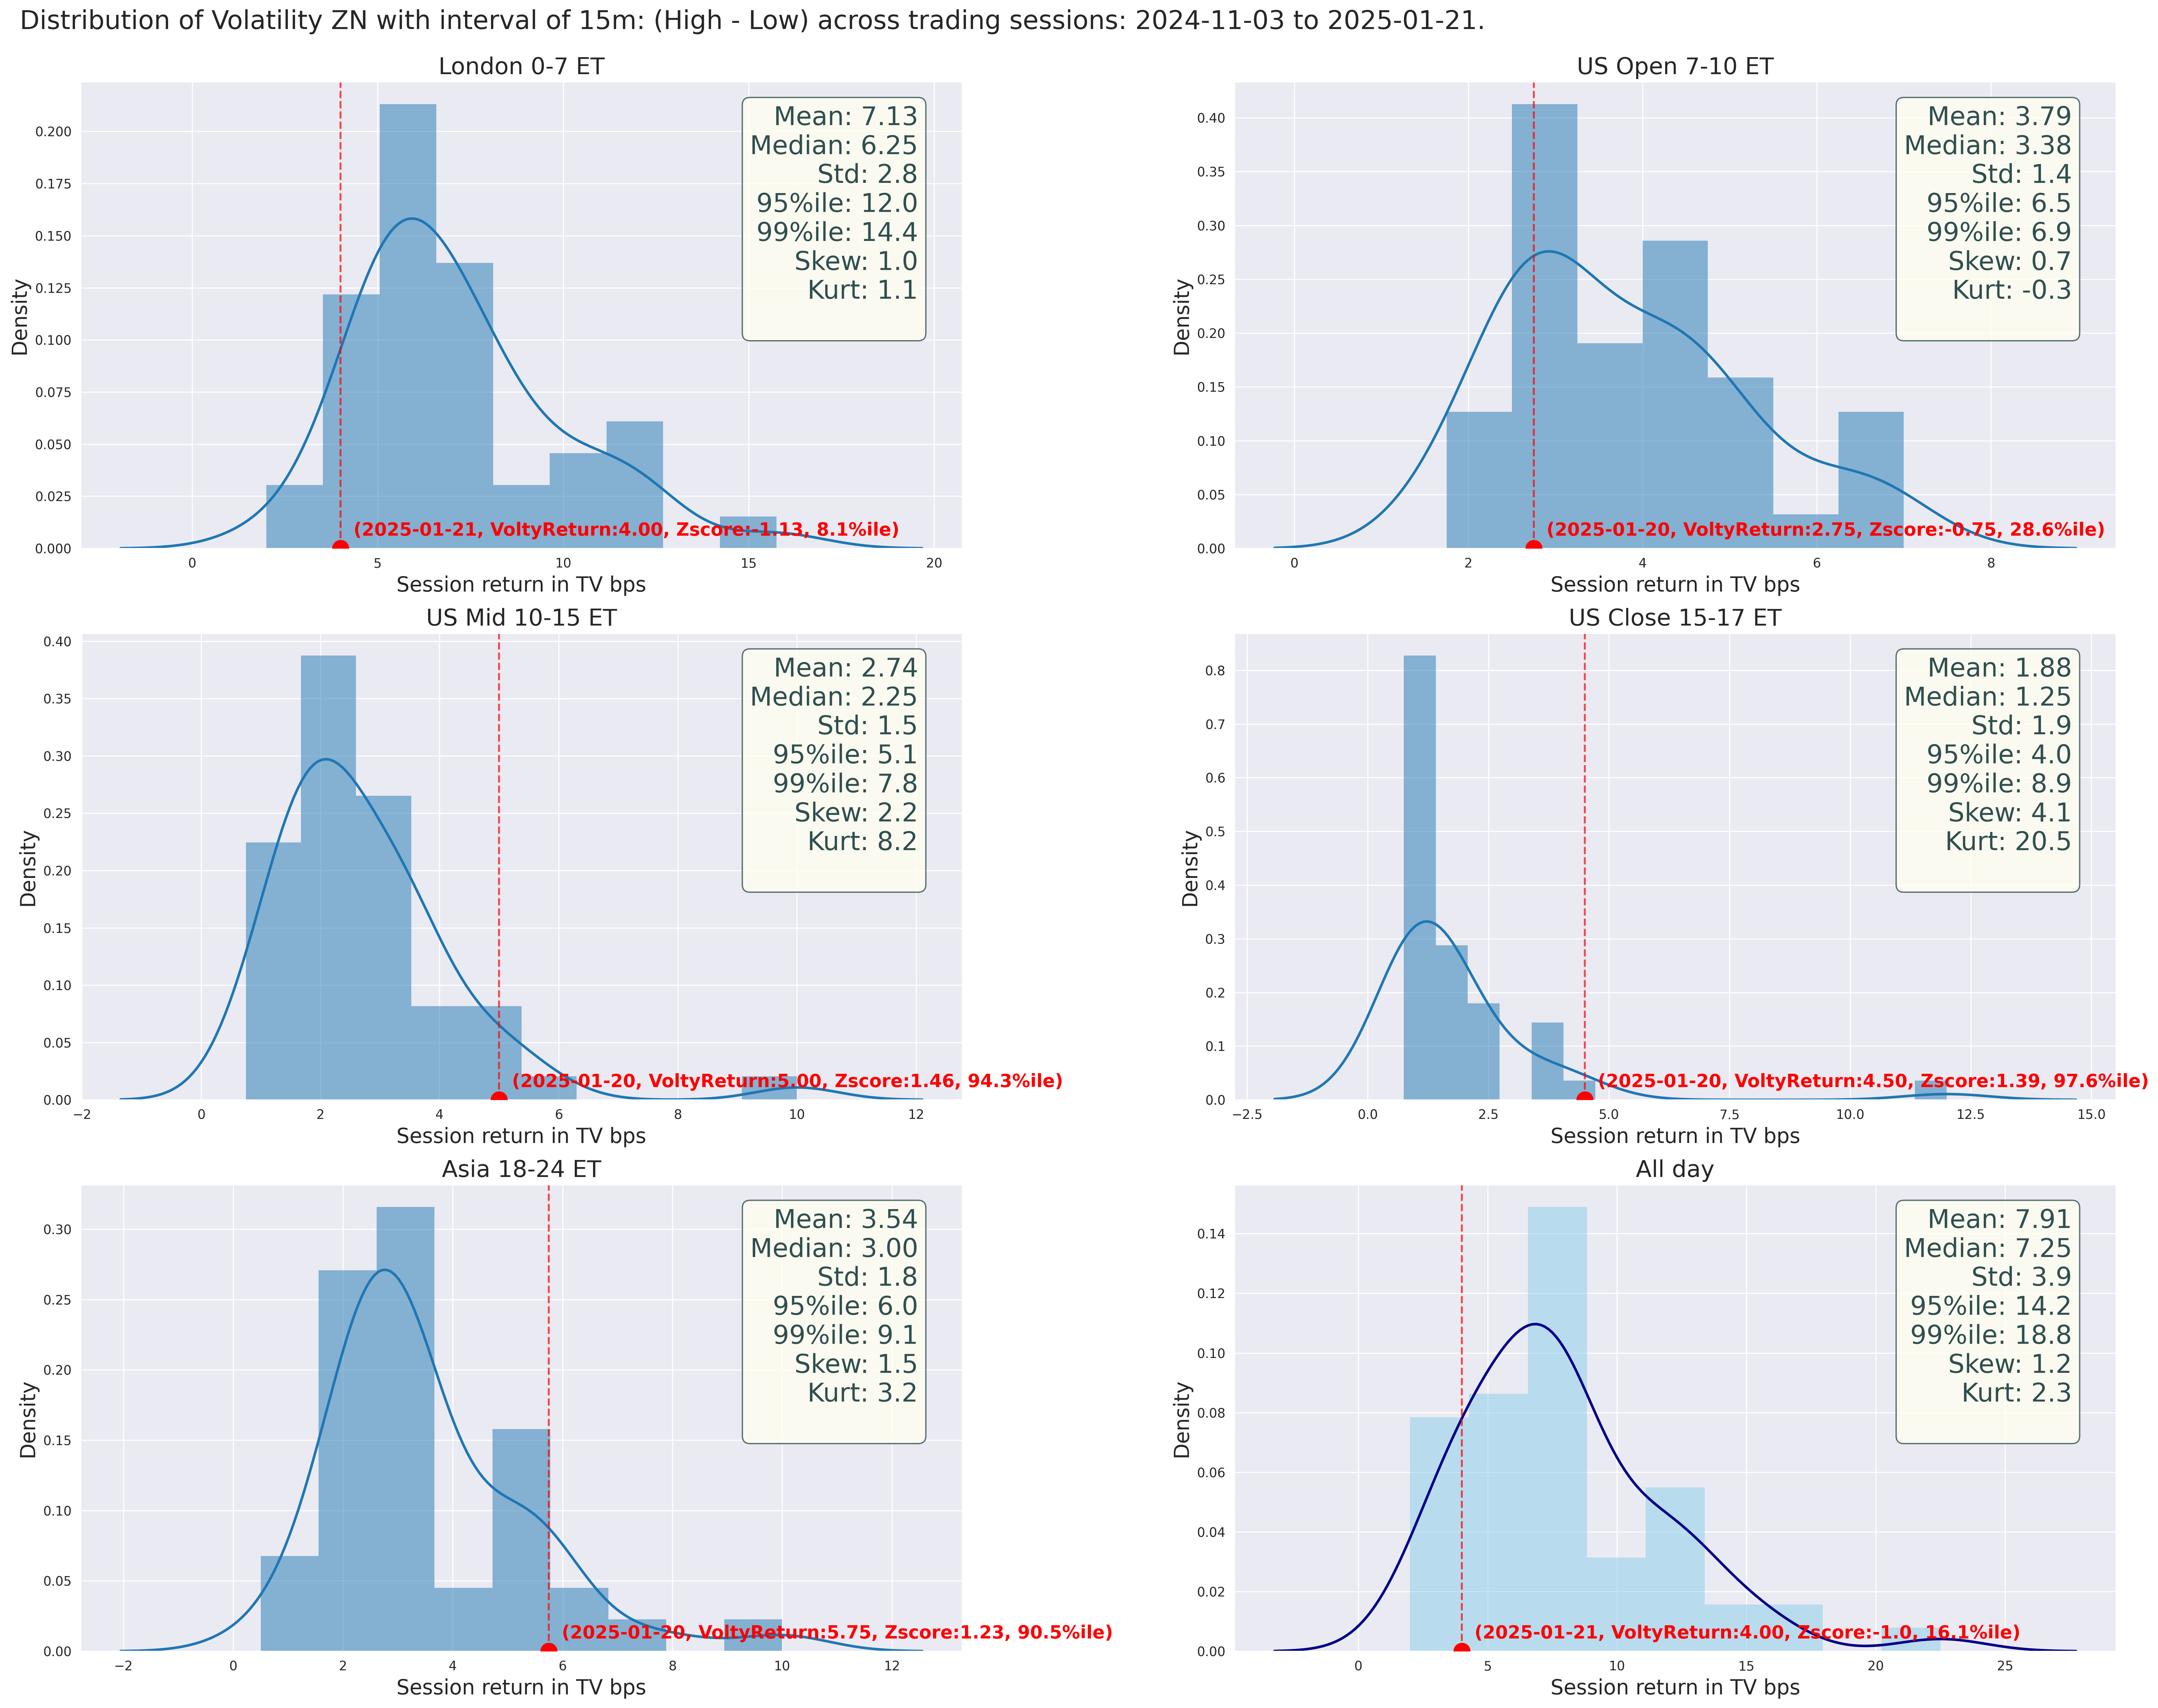 Distribution of Volatility ZN with interval of 15m: (High - Low) across trading sessions: 2024-11-03 to 2025-01-21.
London 0-7 ET
Density
0.200
0.175
0.150
0.125
0.100
0.075
0.050
0.025
0.000
Mean: 7.13
Median: 6.25
Std: 2.8
95%ile: 12.0
99%ile: 14.4
Skew: 1.0
Kurt: 1.1
(2025-01-21, VoltyReturn:4.00, Zscore:-1.13, 8.1%ile)
0 5 10 15 20
Session return in TV bps
US Open 7-10 ET
Density
0.40
0.35
0.30
0.25
0.20
0.15
0.10
0.05
0.00
Mean: 3.79
Median: 3.38
Std: 1.4
95%ile: 6.5
99%ile: 6.9
Skew: 0.7
Kurt: -0.3
(2025-01-20, VoltyReturn:2.75, Zscore:-0.75, 28.6%ile)
0 2 4 6 8
Session return in TV bps
US Mid 10-15 ET
Density
0.40
0.35
0.30
0.25
0.20
0.15
0.10
0.05
0.00
Mean: 2.74
Median: 2.25
Std: 1.5
95%ile: 5.1
99%ile: 7.8
Skew: 2.2
Kurt: 8.2
(2025-01-20, VoltyReturn:5.00, Zscore:1.46, 94.3%ile)
−2 0 2 4 6 8 10 12
Session return in TV bps
US Close 15-17 ET
Density
0.8
0.7
0.6
0.5
0.4
0.3
0.2
0.1
0.0
Mean: 1.88
Median: 1.25
Std: 1.9
95%ile: 4.0
99%ile: 8.9
Skew: 4.1
Kurt: 20.5
(2025-01-20, VoltyReturn:4.50, Zscore:1.39, 97.6%ile)
−2.5 0.0 2.5 5.0 7.5 10.0 12.5 15.0
Session return in TV bps
Asia 18-24 ET
Density
0.30
0.25
0.20
0.15
0.10
0.05
0.00
Mean: 3.54
Median: 3.00
Std: 1.8
95%ile: 6.0
99%ile: 9.1
Skew: 1.5
Kurt: 3.2
(2025-01-20, VoltyReturn:5.75, Zscore:1.23, 90.5%ile)
−2 0 2 4 6 8 10 12
Session return in TV bps
All day
Density
0.14
0.12
0.10
0.08
0.06
0.04
0.02
0.00
Mean: 7.91
Median: 7.25
Std: 3.9
95%ile: 14.2
99%ile: 18.8
Skew: 1.2
Kurt: 2.3
(2025-01-21, VoltyReturn:4.00, Zscore:-1.0, 16.1%ile)
0 5 10 15 20 25
Session return in TV bps